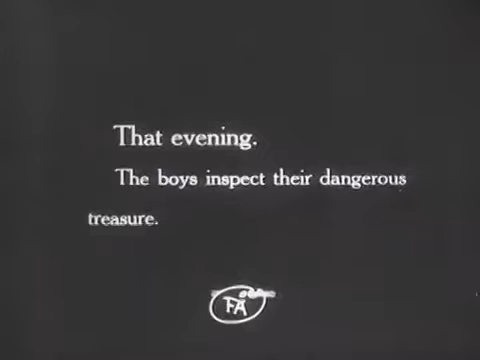 That evening.
The boys inspect their dangerous
treasure.
FA